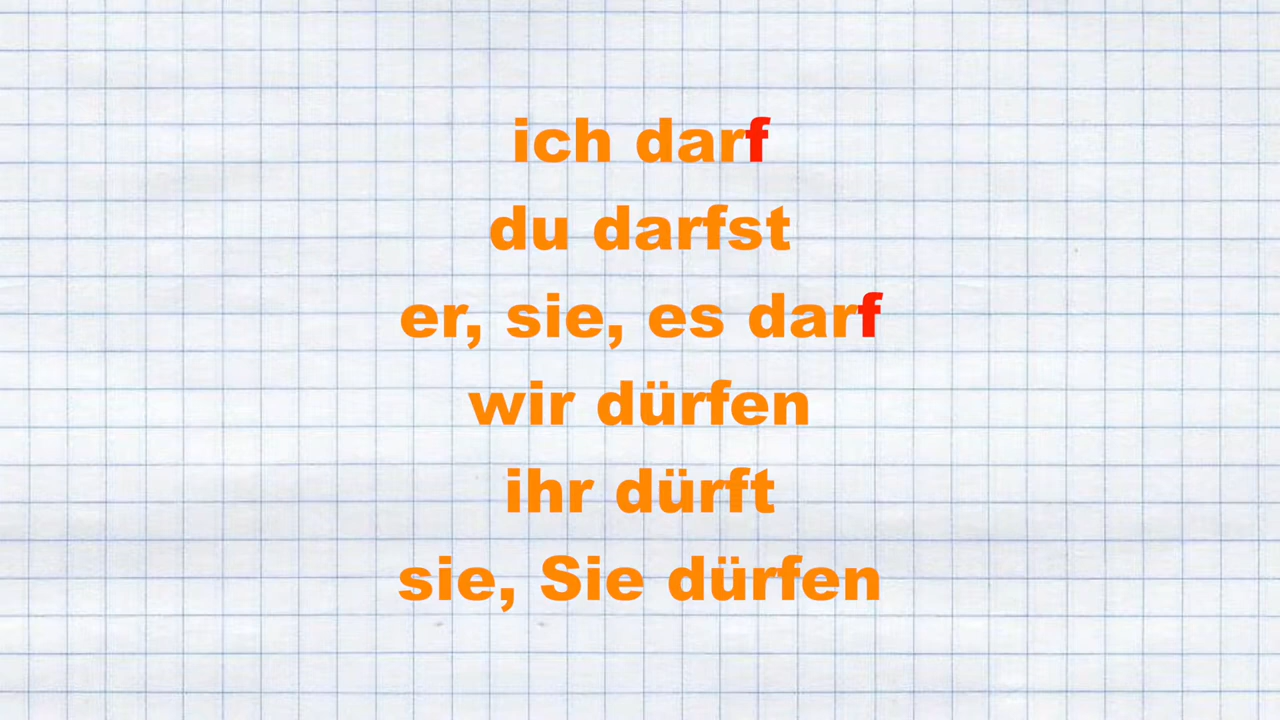 ich darf
du darfst
er, sie, es darf
wir dürfen
ihr dürft
sie, Sie dürfen